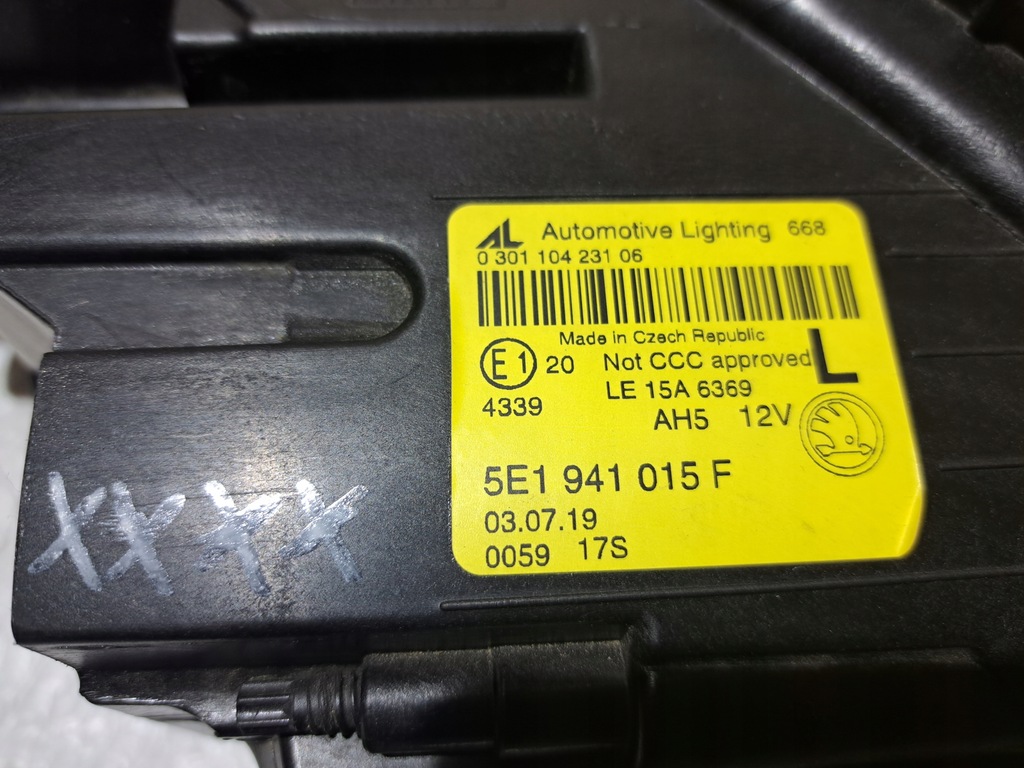 AL Automotive Lighting 668
0 301 104 231 06
Made in Czech Republic
E1 20 Not CCC approved L
4339 LE 15A 6369
AH5 12V
5E1 941 015 F
03.07.19
0059 17S
XXXX